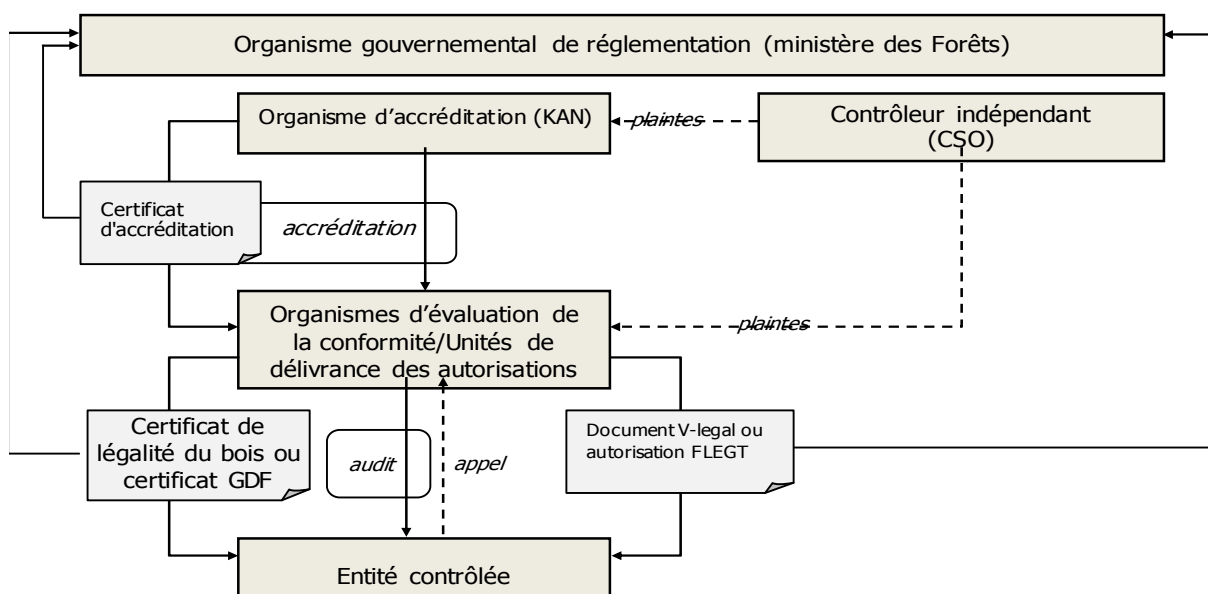 Organisme gouvernemental de réglementation (ministère des Forêts)
Organisme d'accréditation (KAN)
plaintes
Contrôleur indépendant
(CSO)
Certificat
d'accréditation
accréditation
Organismes d'évaluation de
la conformité/Unités de
délivrance des autorisations
plaintes
Certificat de
légalité du bois ou
certificat GDF
audit
appel
Document V-legal ou
autorisation FLEGT
Entité contrôlée